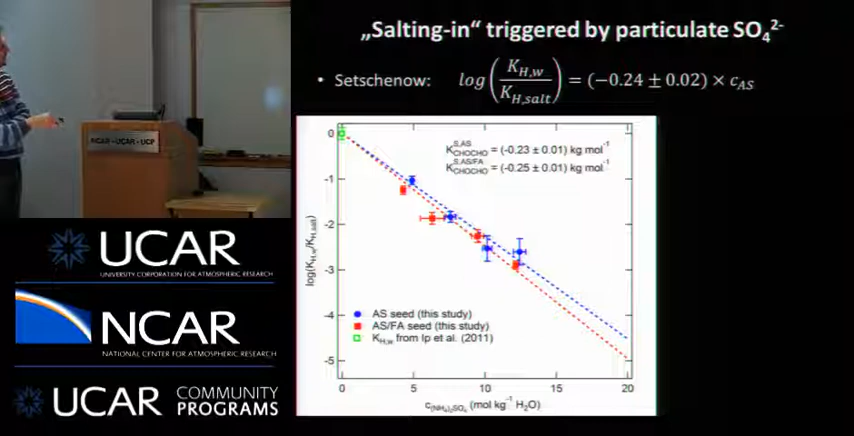 „Salting-in“ triggered by particulate SO₄²⁻
• Setschenow: log(K_H,w / K_H,salt) = (−0.24 ± 0.02) × c_AS
NCAR–UCAR–UCP
K^S,AS_CHOCHO = (-0.23 ± 0.01) kg mol⁻¹
K^S,AS/FA_CHOCHO = (-0.25 ± 0.01) kg mol⁻¹
0
-1
-2
-3
-4
-5
log(K_H,w/K_H,salt)
AS seed (this study)
AS/FA seed (this study)
K_H,w from Ip et al. (2011)
0 5 10 15 20
c_(NH₄)₂SO₄ (mol kg⁻¹ H₂O)
UCAR
UNIVERSITY CORPORATION FOR ATMOSPHERIC RESEARCH
NCAR
NATIONAL CENTER FOR ATMOSPHERIC RESEARCH
UCAR COMMUNITY PROGRAMS